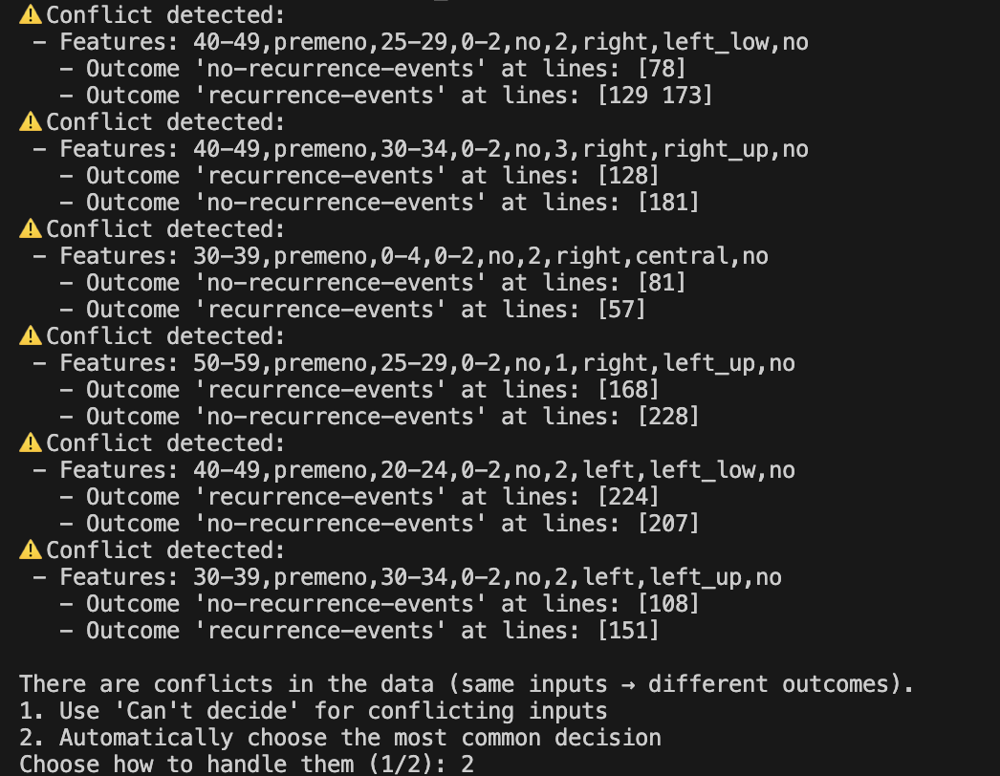 ⚠️Conflict detected:
– Features: 40–49,premeno,25–29,0–2,no,2,right,left_low,no
– Outcome 'no–recurrence–events' at lines: [78]
– Outcome 'recurrence–events' at lines: [129 173]
⚠️Conflict detected:
– Features: 40–49,premeno,30–34,0–2,no,3,right,right_up,no
– Outcome 'recurrence–events' at lines: [128]
– Outcome 'no–recurrence–events' at lines: [181]
⚠️Conflict detected:
– Features: 30–39,premeno,0–4,0–2,no,2,right,central,no
– Outcome 'no–recurrence–events' at lines: [81]
– Outcome 'recurrence–events' at lines: [57]
⚠️Conflict detected:
– Features: 50–59,premeno,25–29,0–2,no,1,right,left_up,no
– Outcome 'recurrence–events' at lines: [168]
– Outcome 'no–recurrence–events' at lines: [228]
⚠️Conflict detected:
– Features: 40–49,premeno,20–24,0–2,no,2,left,left_low,no
– Outcome 'recurrence–events' at lines: [224]
– Outcome 'no–recurrence–events' at lines: [207]
⚠️Conflict detected:
– Features: 30–39,premeno,30–34,0–2,no,2,left,left_up,no
– Outcome 'no–recurrence–events' at lines: [108]
– Outcome 'recurrence–events' at lines: [151]
There are conflicts in the data (same inputs → different outcomes).
1. Use 'Can't decide' for conflicting inputs
2. Automatically choose the most common decision
Choose how to handle them (1/2): 2